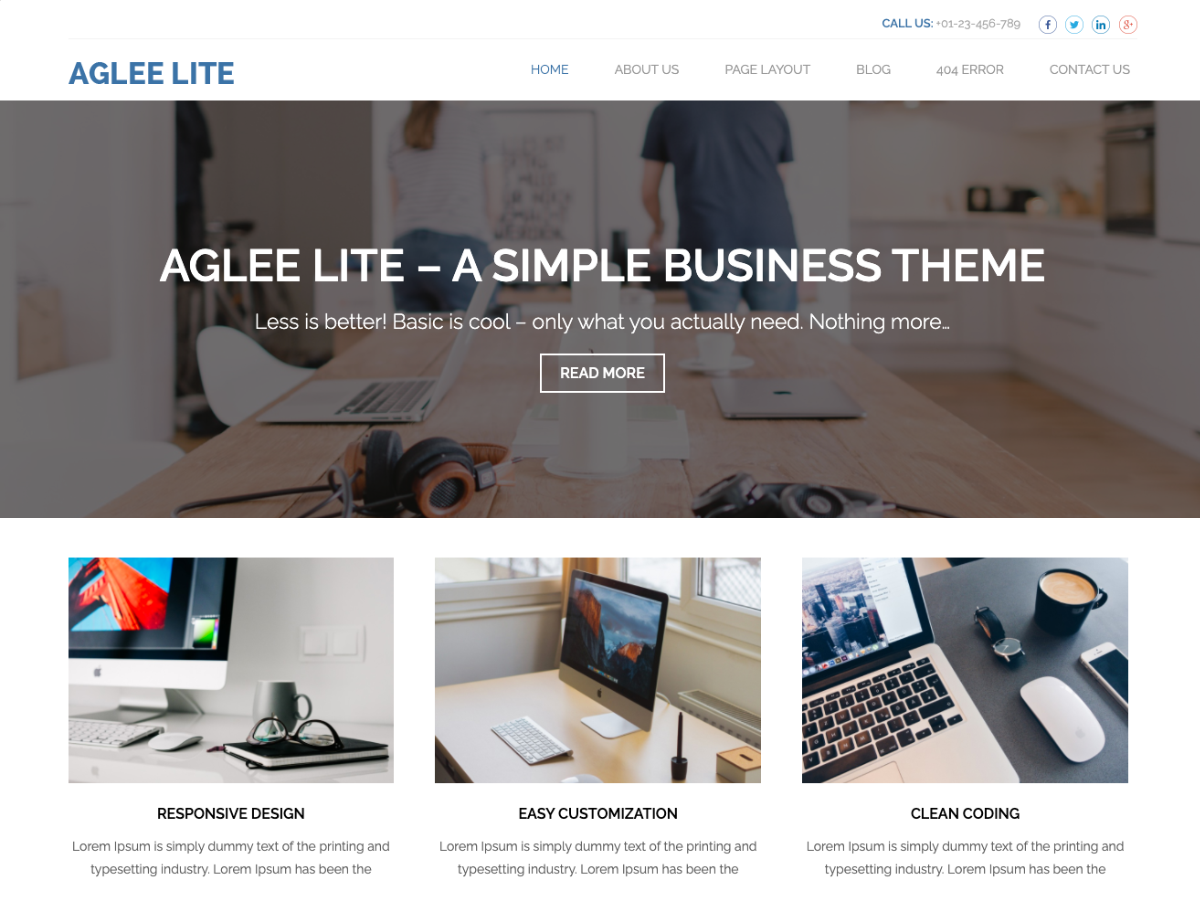 CALL US: +01-23-456-789
AGLEE LITE
HOME ABOUT US PAGE LAYOUT BLOG 404 ERROR CONTACT US
AGLEE LITE – A SIMPLE BUSINESS THEME
Less is better! Basic is cool – only what you actually need. Nothing more…
READ MORE
RESPONSIVE DESIGN
EASY CUSTOMIZATION
CLEAN CODING
Lorem Ipsum is simply dummy text of the printing and
typesetting industry. Lorem Ipsum has been the
Lorem Ipsum is simply dummy text of the printing and
typesetting industry. Lorem Ipsum has been the
Lorem Ipsum is simply dummy text of the printing and
typesetting industry. Lorem Ipsum has been the